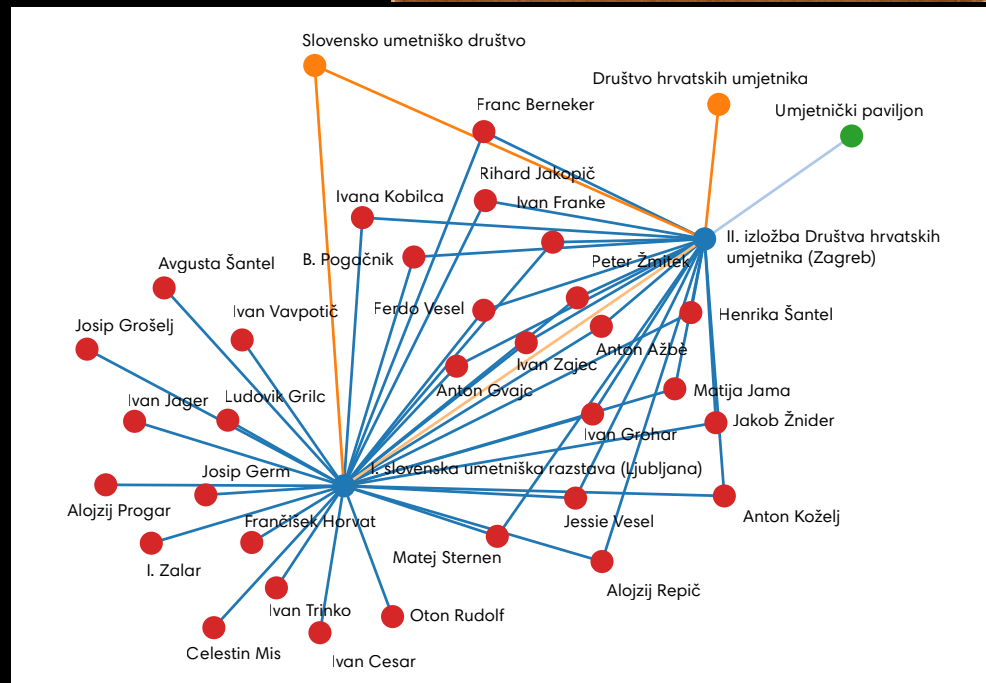 Slovensko umetniško društvo
Društvo hrvatskih umjetnika
Franc Berneker
Umjetnički paviljon
Rihard Jakopič
Ivana Kobilca
Ivan Franke
II. izložba Društva hrvatskih
umjetnika (Zagreb)
B. Pogačnik
Peter Žmitek
Avgusta Šantel
Ivan Vavpotič
Ferdo Vesel
Henrika Šantel
Josip Grošelj
Anton Ažbè
Ivan Zajec
Anton Gvajc
Matija Jama
Ivan Jager
Ludovik Grilc
Jakob Žnider
Ivan Grohar
I. slovenska umetniška razstava (Ljubljana)
Josip Germ
Alojzij Progar
Frančišek Horvat
Jessie Vesel
Anton Koželj
Matej Sternen
I. Zalar
Alojzij Repič
Ivan Trinko
Oton Rudolf
Celestin Mis
Ivan Cesar